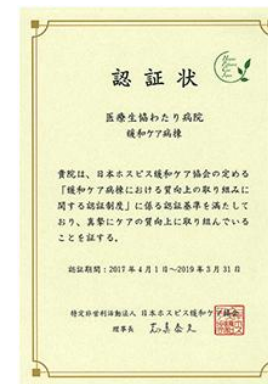 認証状
医療生協わたり病院
緩和ケア病棟
貴院は、日本ホスピス緩和ケア協会の定める
「緩和ケア病棟における質向上の取り組みに
関する認証制度」に係る認証基準を満たして
おり、真摯にケアの質向上に取り組んでいる
ことを証する。
認証期間：2017年4月1日〜2019年3月31日
特定非営利活動法人 日本ホスピス緩和ケア協会
理事長